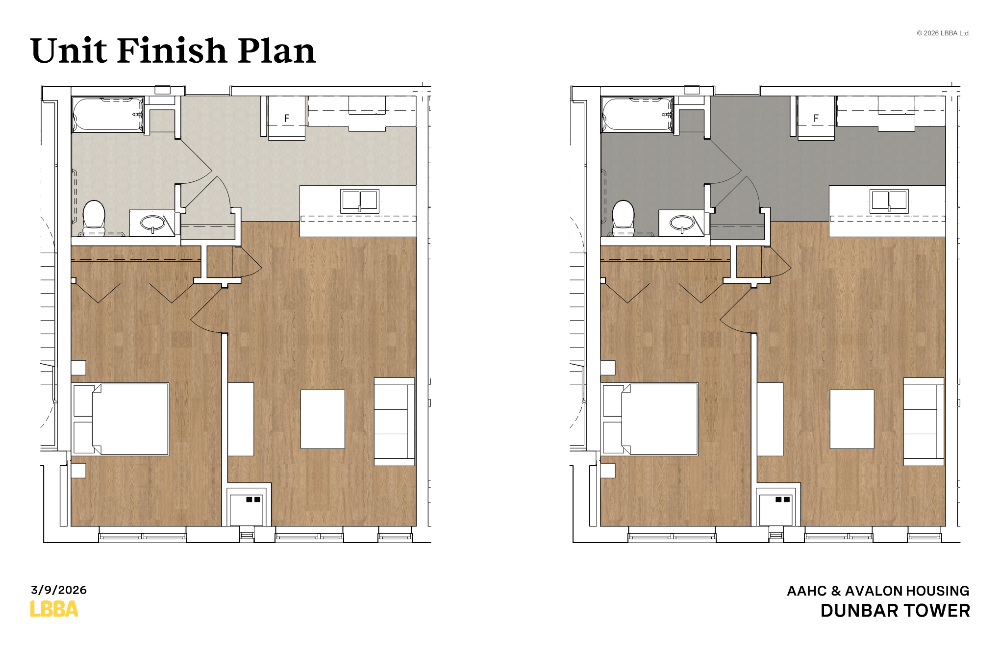 Unit Finish Plan
© 2026 LBBA Ltd.
F
F
3/9/2026
LBBA
AAHC & AVALON HOUSING
DUNBAR TOWER